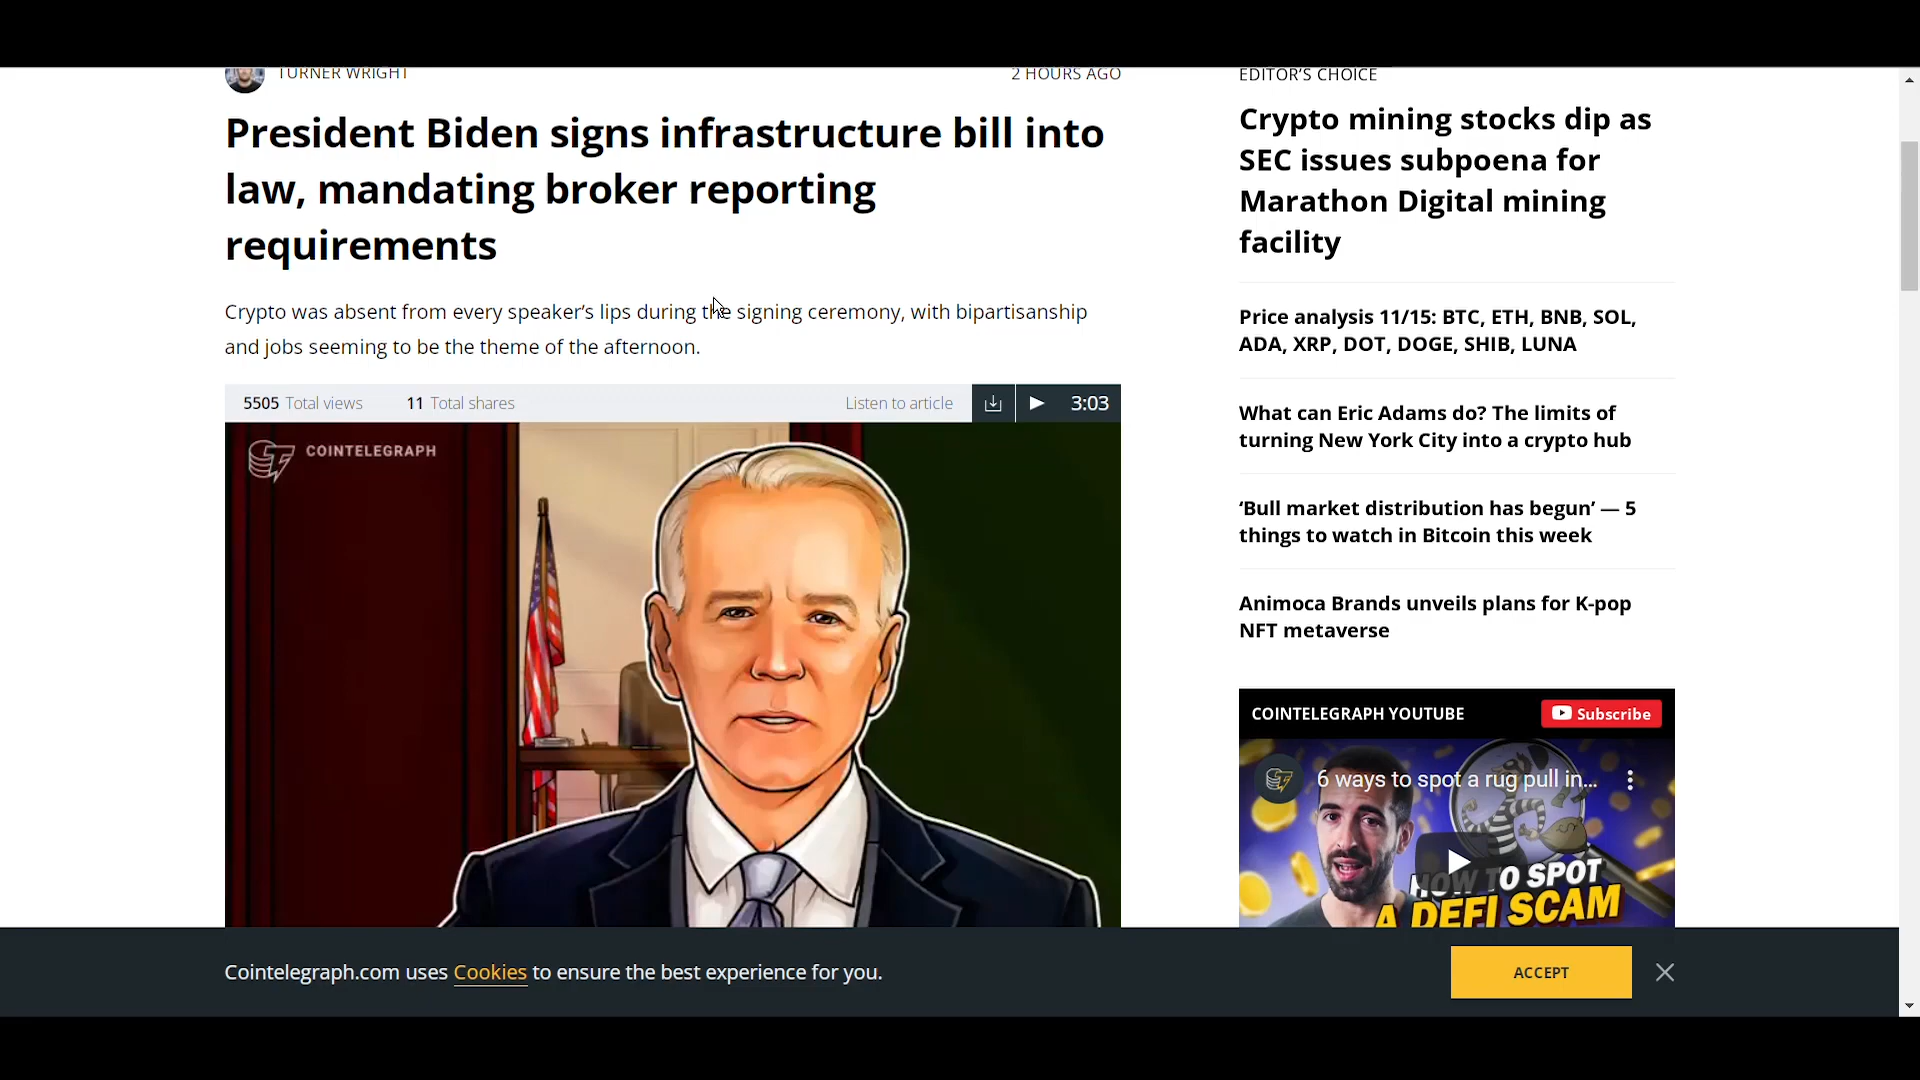 TURNER WRIGHT
2 HOURS AGO
President Biden signs infrastructure bill into
law, mandating broker reporting
requirements
Crypto was absent from every speaker’s lips during the signing ceremony, with bipartisanship
and jobs seeming to be the theme of the afternoon.
5505 Total views
11 Total shares
Listen to article
3:03
COINTELEGRAPH
EDITOR’S CHOICE
Crypto mining stocks dip as
SEC issues subpoena for
Marathon Digital mining
facility
Price analysis 11/15: BTC, ETH, BNB, SOL,
ADA, XRP, DOT, DOGE, SHIB, LUNA
What can Eric Adams do? The limits of
turning New York City into a crypto hub
‘Bull market distribution has begun’ — 5
things to watch in Bitcoin this week
Animoca Brands unveils plans for K-pop
NFT metaverse
COINTELEGRAPH YOUTUBE
Subscribe
6 ways to spot a rug pull in...
HOW TO SPOT
A DEFI SCAM
Cointelegraph.com uses Cookies to ensure the best experience for you.
ACCEPT